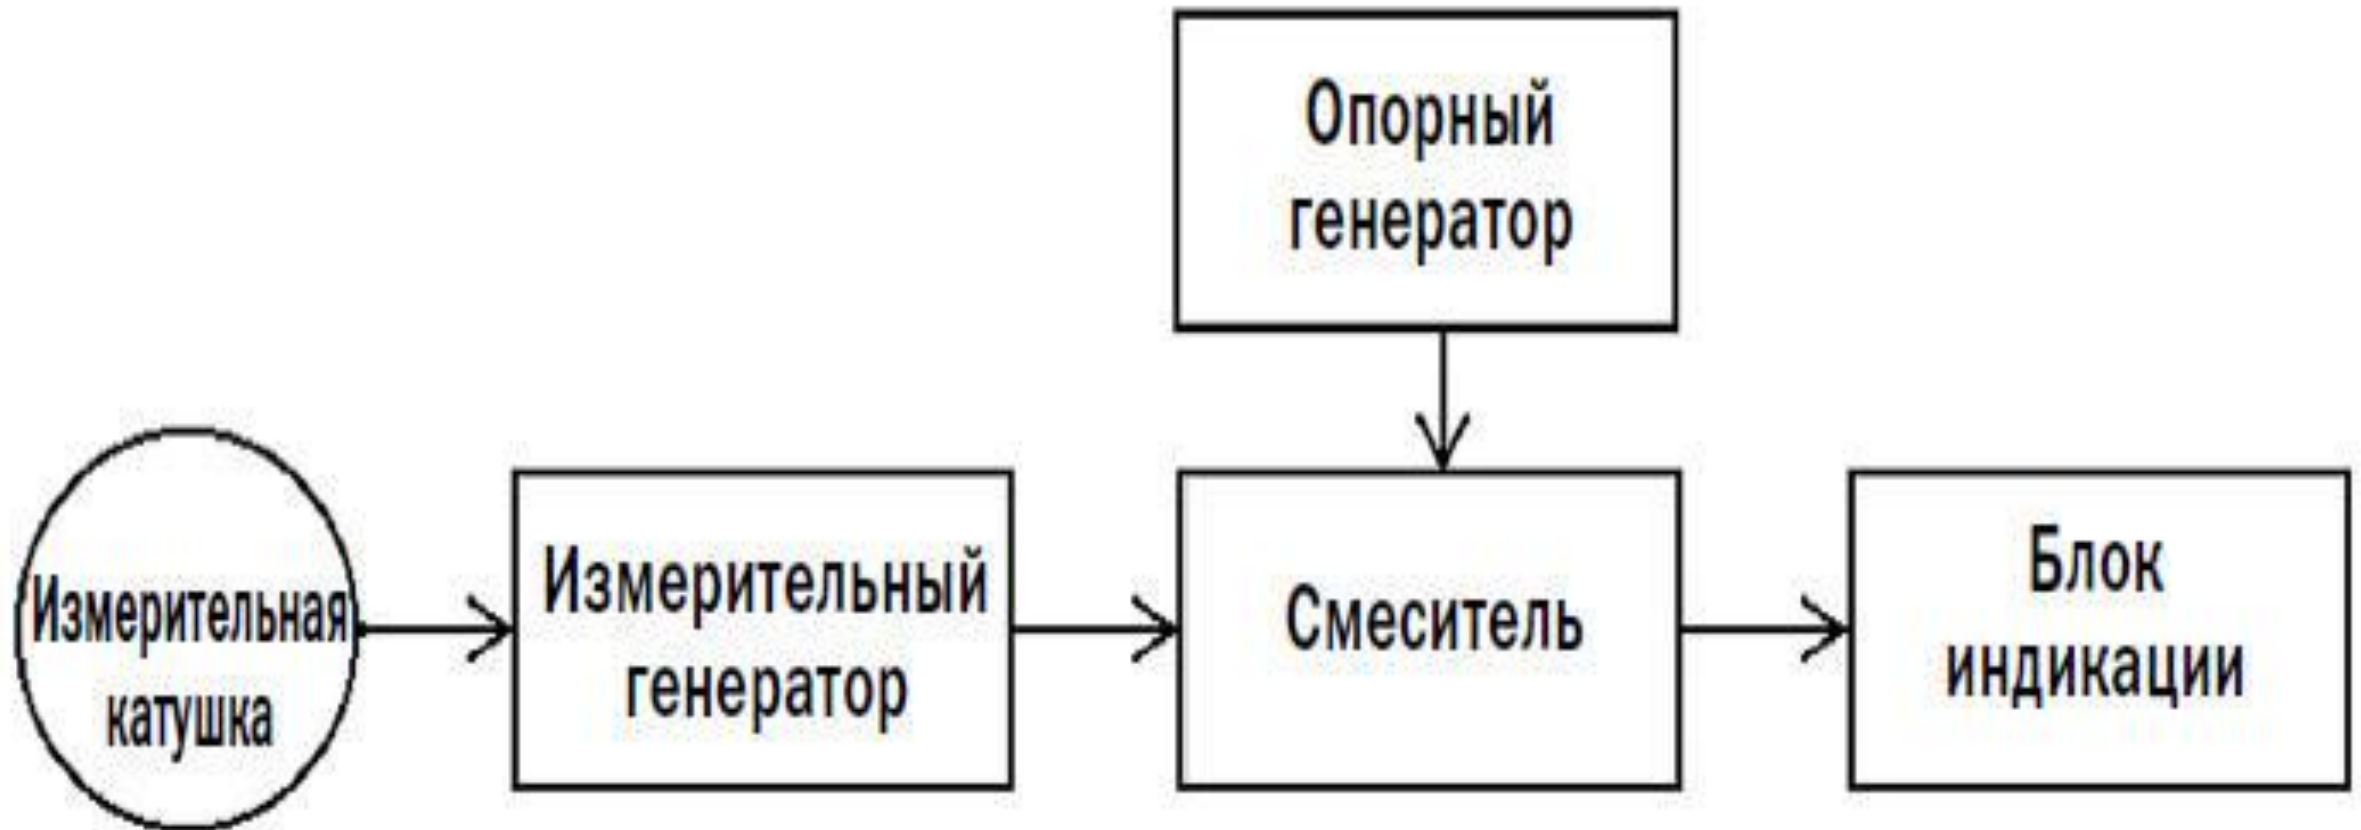 Опорный
генератор
Измерительная
катушка
Измерительный
генератор
Смеситель
Блок
индикации